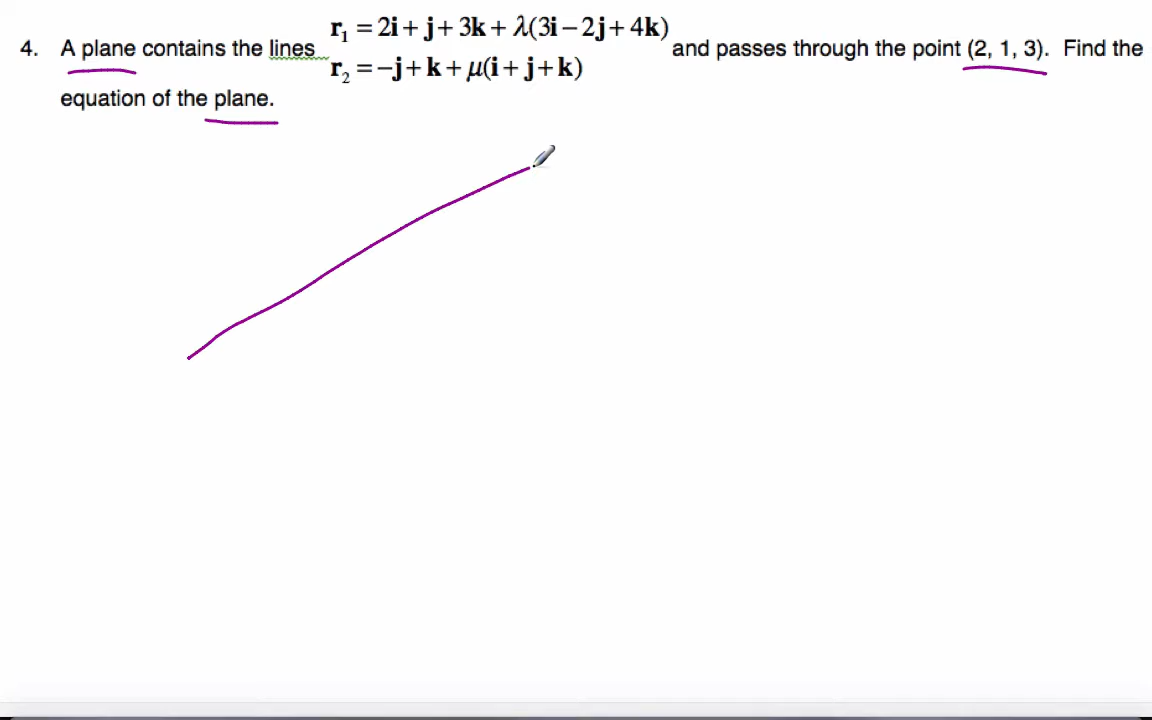 4. A plane contains the lines r₁ = 2i + j + 3k + λ(3i − 2j + 4k)
r₂ = −j + k + μ(i + j + k) and passes through the point (2, 1, 3). Find the
equation of the plane.